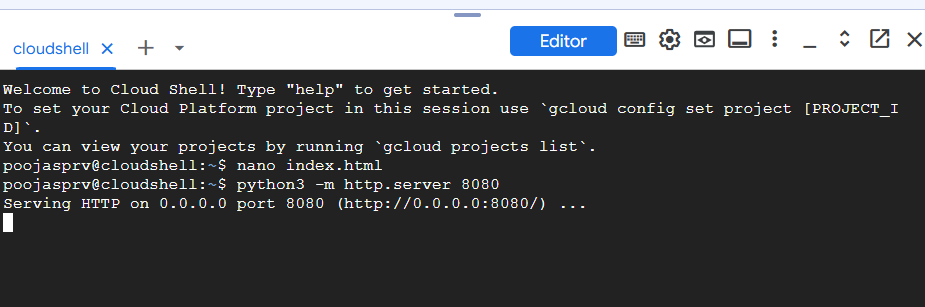 cloudshell
Editor
Welcome to Cloud Shell! Type "help" to get started.
To set your Cloud Platform project in this session use `gcloud config set project [PROJECT_I
D]`.
You can view your projects by running `gcloud projects list`.
poojasprv@cloudshell:~$ nano index.html
poojasprv@cloudshell:~$ python3 -m http.server 8080
Serving HTTP on 0.0.0.0 port 8080 (http://0.0.0.0:8080/) ...